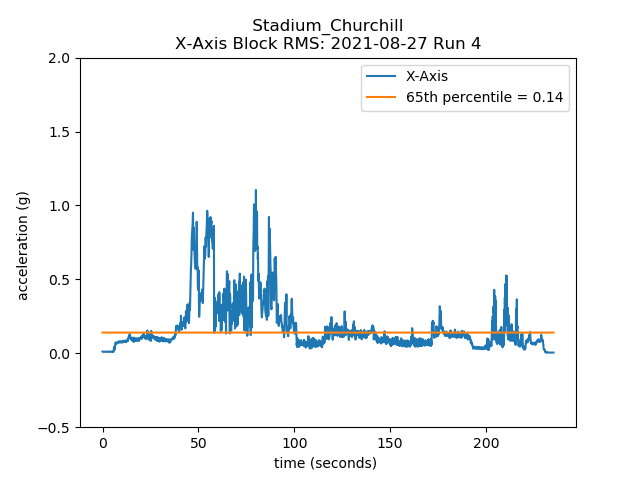 Stadium_Churchill
X-Axis Block RMS: 2021-08-27 Run 4
X-Axis
65th percentile = 0.14
2.0
1.5
1.0
0.5
0.0
−0.5
acceleration (g)
0 50 100 150 200
time (seconds)